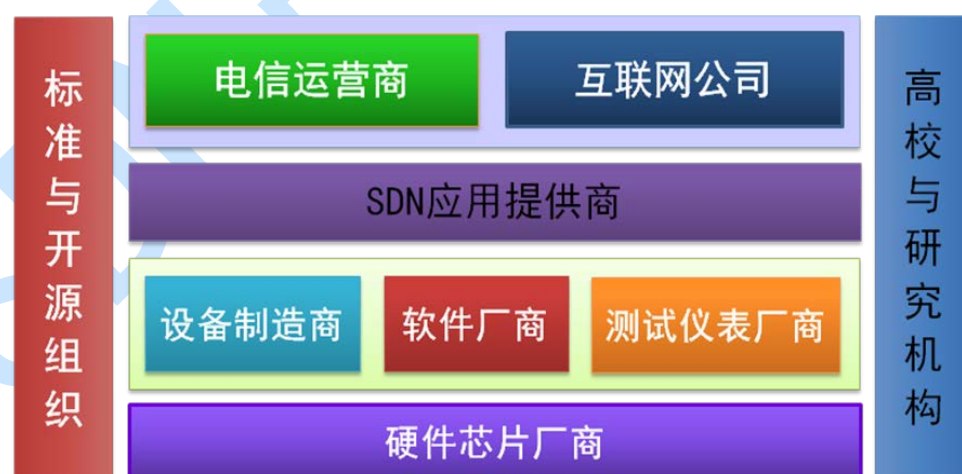 标准与开源组织
电信运营商
互联网公司
SDN应用提供商
设备制造商
软件厂商
测试仪表厂商
硬件芯片厂商
高校与研究机构